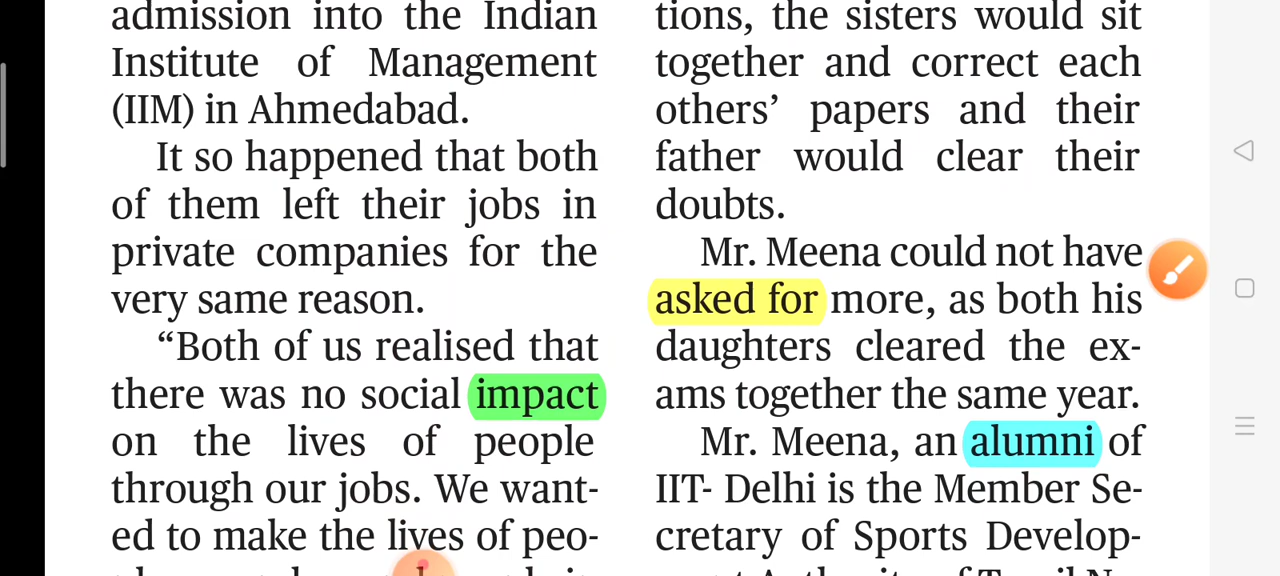 admission into the Indian
Institute of Management
(IIM) in Ahmedabad.
It so happened that both
of them left their jobs in
private companies for the
very same reason.
“Both of us realised that
there was no social impact
on the lives of people
through our jobs. We want-
ed to make the lives of peo-
tions, the sisters would sit
together and correct each
others’ papers and their
father would clear their
doubts.
Mr. Meena could not have
asked for more, as both his
daughters cleared the ex-
ams together the same year.
Mr. Meena, an alumni of
IIT- Delhi is the Member Se-
cretary of Sports Develop-